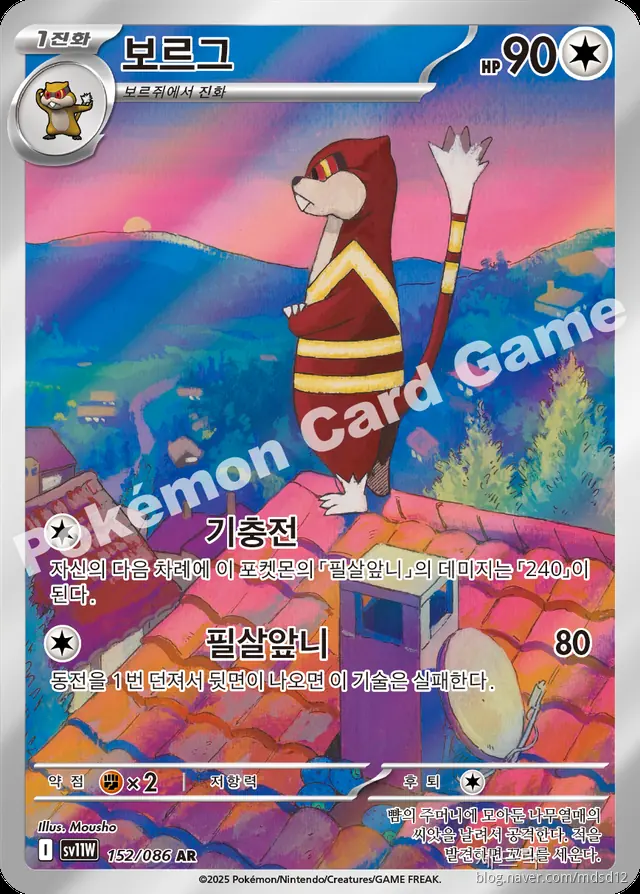 1진화
보르그
HP 90
보르쥐에서 진화
Pokémon Card Game
기충전
자신의 다음 차례에 이 포켓몬의 「필살앞니」의 데미지는 「240」이
된다.
필살앞니 80
동전을 1번 던져서 뒷면이 나오면 이 기술은 실패한다.
약점 ×2 저항력 후퇴
Illus. Mousho
뺨의 주머니에 모아둔 나무열매의
씨앗을 날려서 공격한다. 적을
발견하면 꼬리를 세운다.
I sv11W 152/086 AR
©2025 Pokémon/Nintendo/Creatures/GAME FREAK.
blog.naver.com/mdsd12